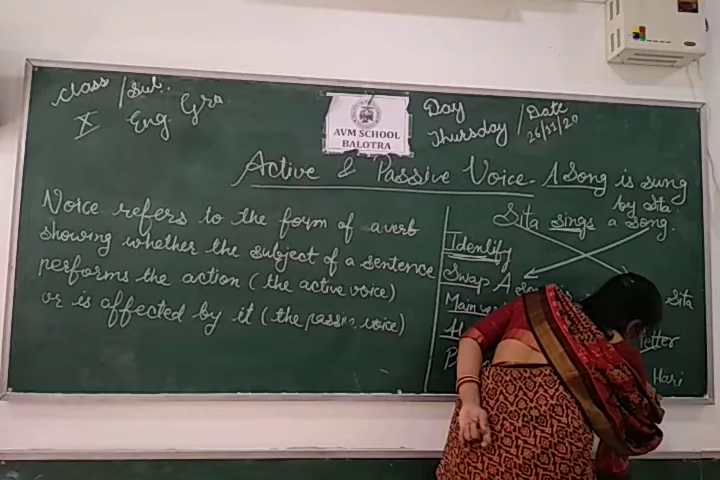 Class / Sub.
X Eng. Gra.
AVM SCHOOL
BALOTRA
Day / Date
Thursday 26/11/20
Active & Passive Voice - A Song is sung
by Sita.
Voice refers to the form of a verb
showing whether the subject of a sentence
performs the action (the active voice)
or is affected by it (the passive voice)
Sita sings a song.
Identify
Swap A
Sita
Letter
Hari